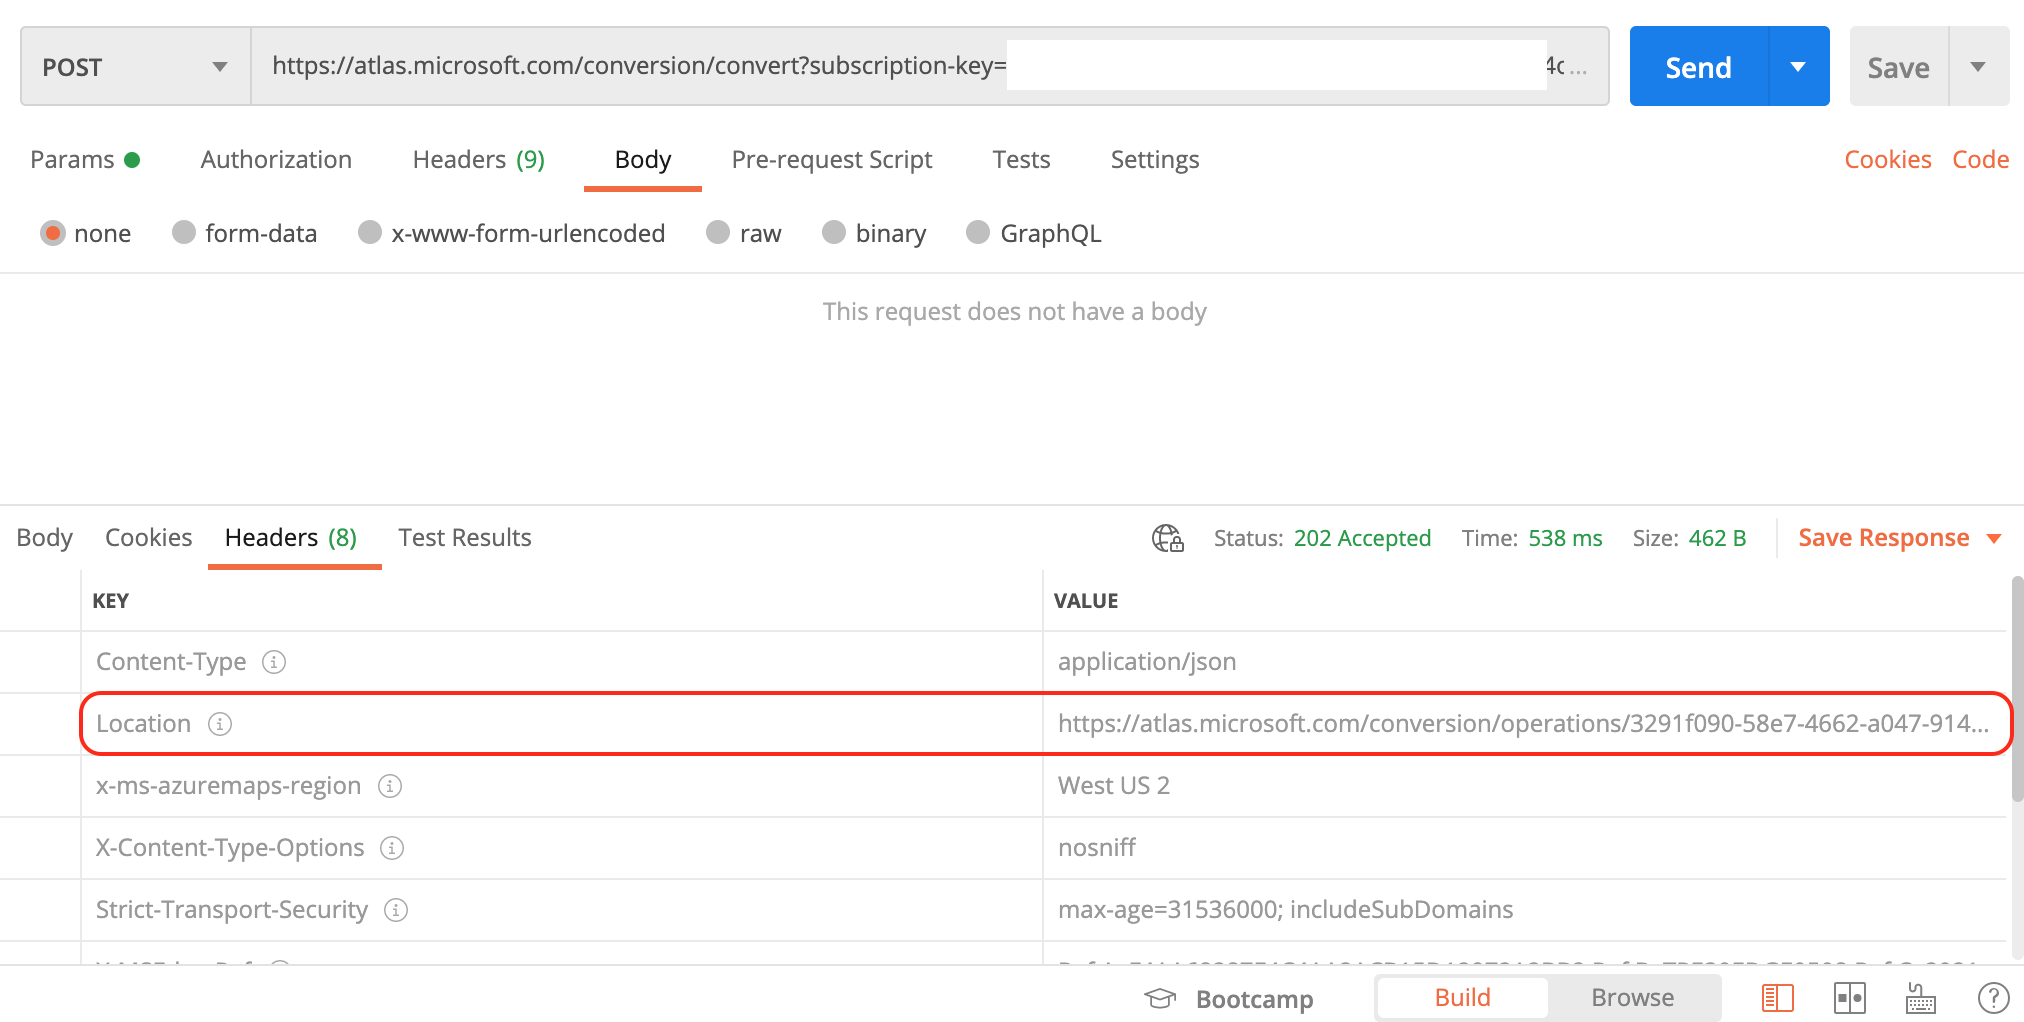 POST https://atlas.microsoft.com/conversion/convert?subscription-key= 4c ... Send Save
Params Authorization Headers (9) Body Pre-request Script Tests Settings Cookies Code
none form-data x-www-form-urlencoded raw binary GraphQL
This request does not have a body
Body Cookies Headers (8) Test Results Status: 202 Accepted Time: 538 ms Size: 462 B Save Response
KEY VALUE
Content-Type application/json
Location https://atlas.microsoft.com/conversion/operations/3291f090-58e7-4662-a047-914...
x-ms-azuremaps-region West US 2
X-Content-Type-Options nosniff
Strict-Transport-Security max-age=31536000; includeSubDomains
Bootcamp Build Browse